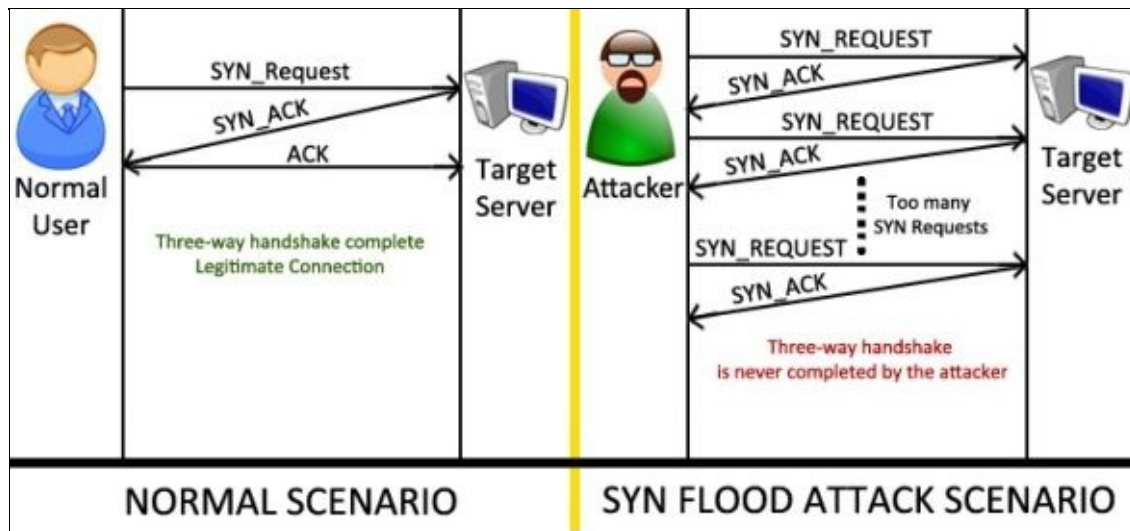 SYN_Request
SYN_ACK
ACK
Normal
User
Target
Server
Three-way handshake complete
Legitimate Connection
SYN_REQUEST
SYN_ACK
SYN_REQUEST
SYN_ACK
Attacker
Target
Server
Too many
SYN Requests
SYN_REQUEST
SYN_ACK
Three-way handshake
is never completed by the attacker
NORMAL SCENARIO
SYN FLOOD ATTACK SCENARIO